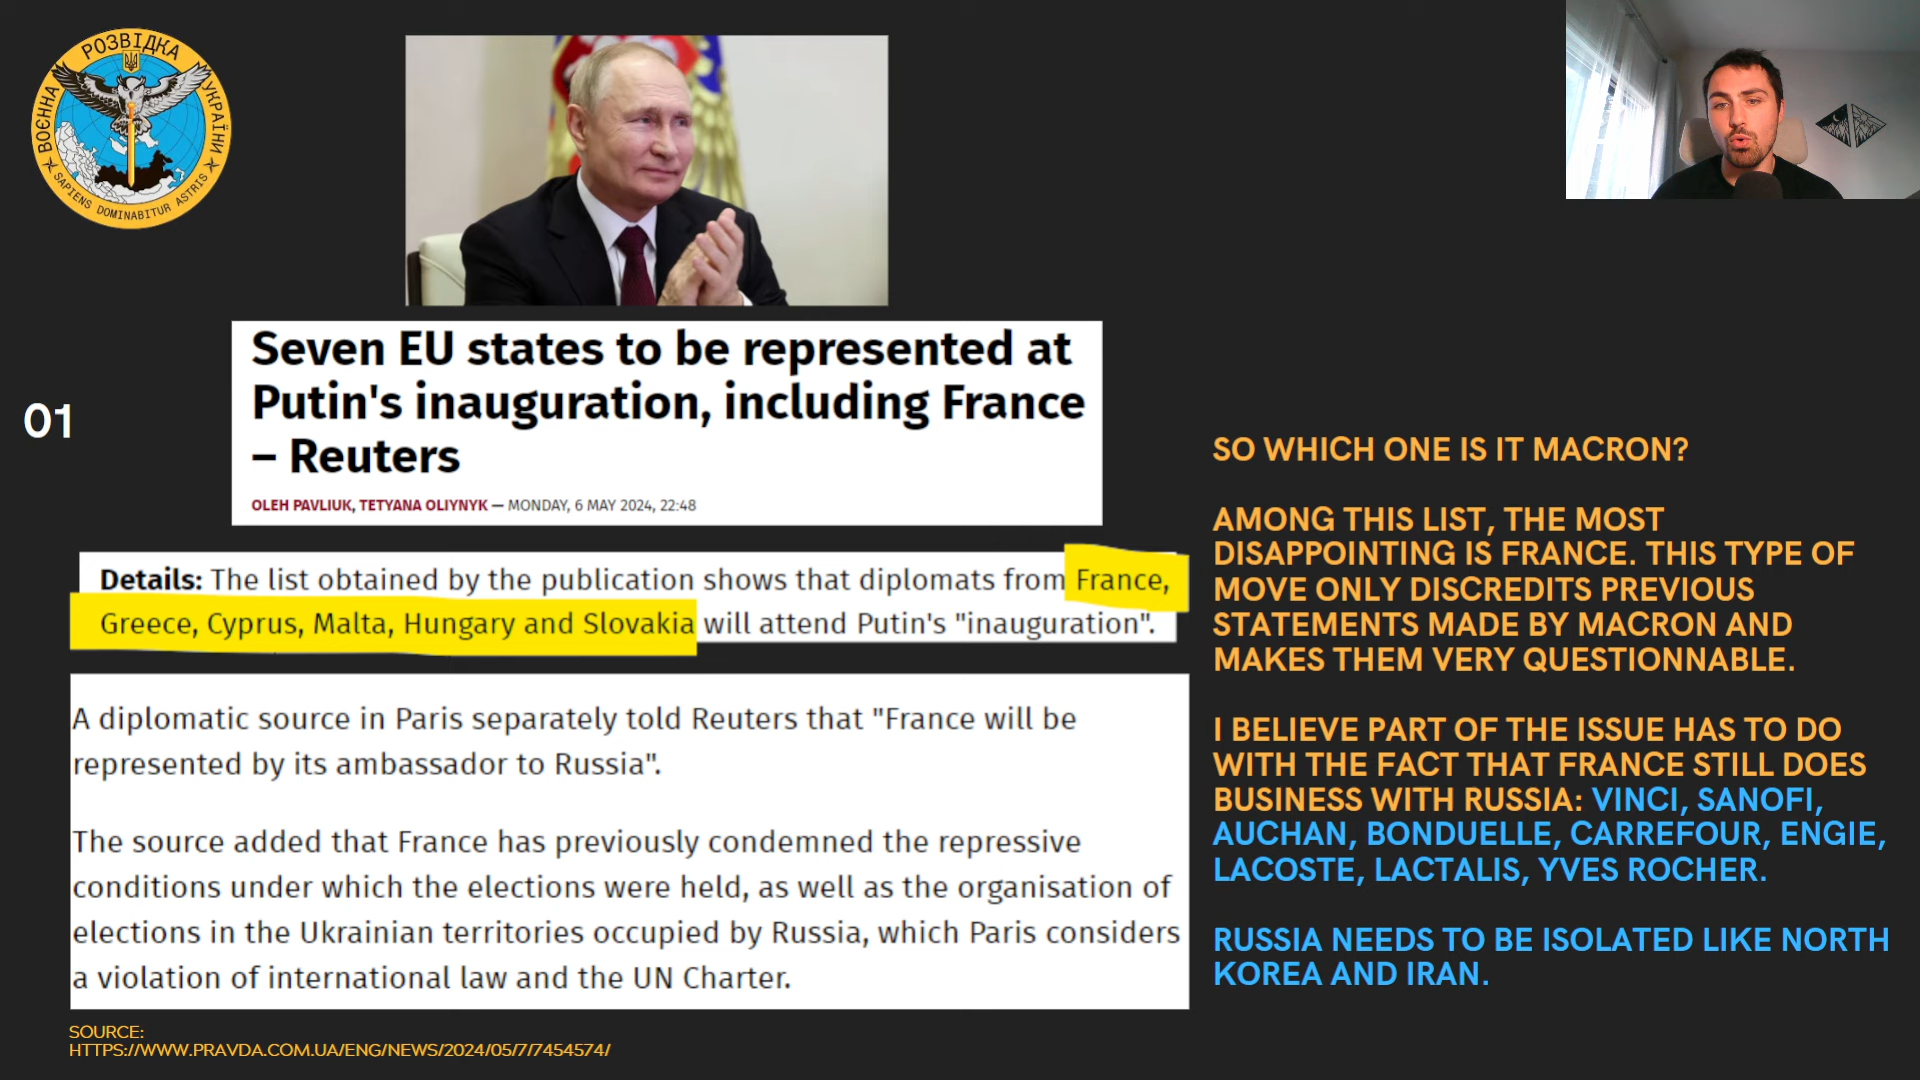 ВОЄННА РОЗВІДКА УКРАЇНИ
SAPIENS DOMINABITUR ASTRIS
01
Seven EU states to be represented at
Putin's inauguration, including France
– Reuters
OLEH PAVLIUK, TETYANA OLIYNYK — MONDAY, 6 MAY 2024, 22:48
Details: The list obtained by the publication shows that diplomats from France,
Greece, Cyprus, Malta, Hungary and Slovakia will attend Putin's "inauguration".
A diplomatic source in Paris separately told Reuters that "France will be
represented by its ambassador to Russia".
The source added that France has previously condemned the repressive
conditions under which the elections were held, as well as the organisation of
elections in the Ukrainian territories occupied by Russia, which Paris considers
a violation of international law and the UN Charter.
SOURCE:
HTTPS://WWW.PRAVDA.COM.UA/ENG/NEWS/2024/05/7/7454574/
SO WHICH ONE IS IT MACRON?
AMONG THIS LIST, THE MOST
DISAPPOINTING IS FRANCE. THIS TYPE OF
MOVE ONLY DISCREDITS PREVIOUS
STATEMENTS MADE BY MACRON AND
MAKES THEM VERY QUESTIONNABLE.
I BELIEVE PART OF THE ISSUE HAS TO DO
WITH THE FACT THAT FRANCE STILL DOES
BUSINESS WITH RUSSIA: VINCI, SANOFI,
AUCHAN, BONDUELLE, CARREFOUR, ENGIE,
LACOSTE, LACTALIS, YVES ROCHER.
RUSSIA NEEDS TO BE ISOLATED LIKE NORTH
KOREA AND IRAN.